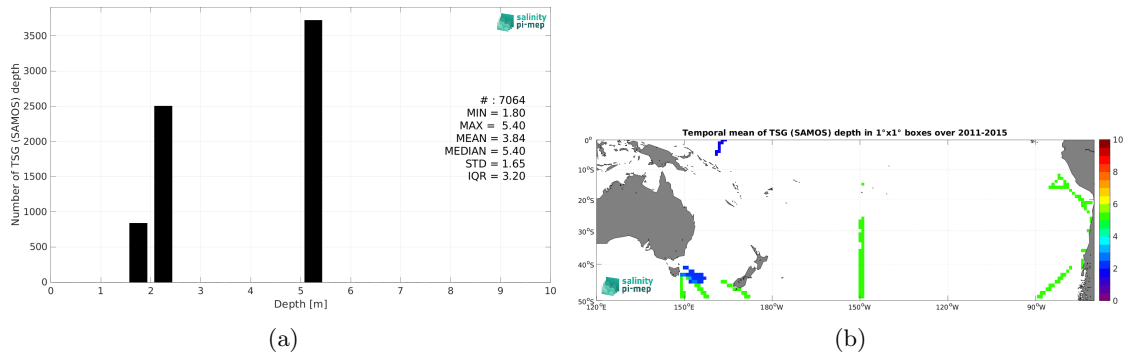 3500
3000
2500
2000
1500
1000
500
0
Number of TSG (SAMOS) depth
0 1 2 3 4 5 6 7 8 9 10
Depth [m]
salinity
pi-mep
# : 7064
MIN = 1.80
MAX = 5.40
MEAN = 3.84
MEDIAN = 5.40
STD = 1.65
IQR = 3.20
(a)
Temporal mean of TSG (SAMOS) depth in 1°x1° boxes over 2011-2015
0°
10°S
20°S
30°S
40°S
50°S
120°E 150°E 180°W 150°W 120°W 90°W
salinity
pi-mep
10
8
6
4
2
0
(b)